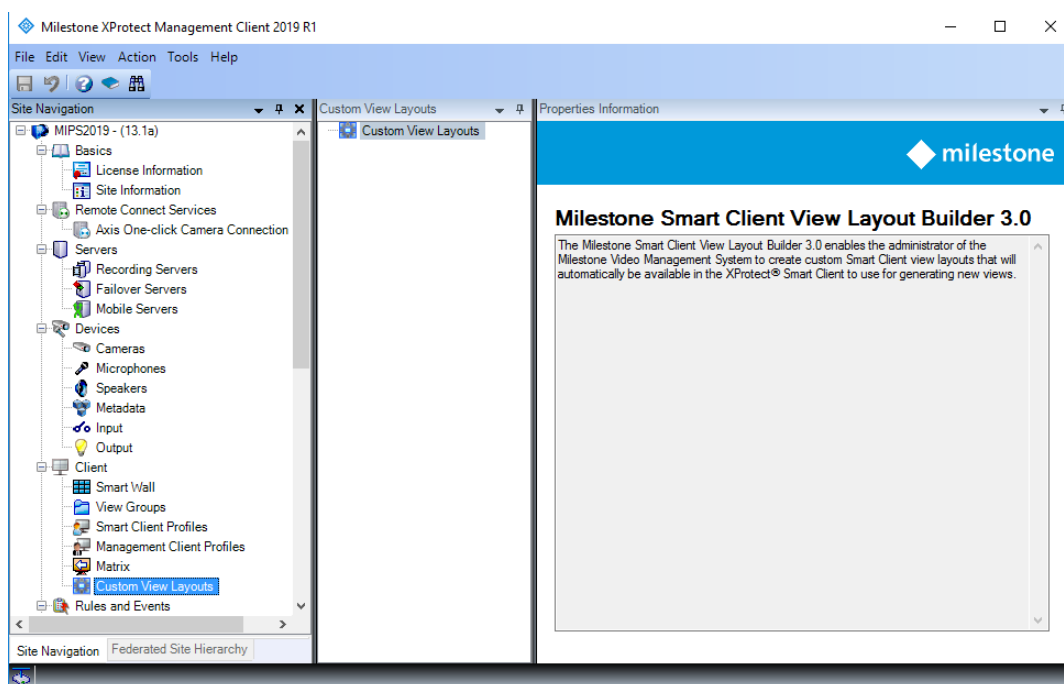 Milestone XProtect Management Client 2019 R1
File Edit View Action Tools Help
Site Navigation
MIPS2019 - (13.1a)
Basics
License Information
Site Information
Remote Connect Services
Axis One-click Camera Connection
Servers
Recording Servers
Failover Servers
Mobile Servers
Devices
Cameras
Microphones
Speakers
Metadata
Input
Output
Client
Smart Wall
View Groups
Smart Client Profiles
Management Client Profiles
Matrix
Custom View Layouts
Rules and Events
Site Navigation Federated Site Hierarchy
Custom View Layouts
Custom View Layouts
Properties Information
milestone
Milestone Smart Client View Layout Builder 3.0
The Milestone Smart Client View Layout Builder 3.0 enables the administrator of the
Milestone Video Management System to create custom Smart Client view layouts that will
automatically be available in the XProtect® Smart Client to use for generating new views.